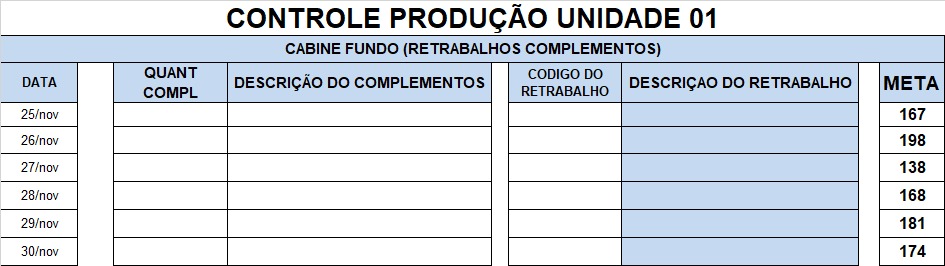 CONTROLE PRODUÇÃO UNIDADE 01
CABINE FUNDO (RETRABALHOS COMPLEMENTOS)
DATA QUANT COMPL DESCRIÇÃO DO COMPLEMENTOS CODIGO DO RETRABALHO DESCRIÇAO DO RETRABALHO META
25/nov 167
26/nov 198
27/nov 138
28/nov 168
29/nov 181
30/nov 174